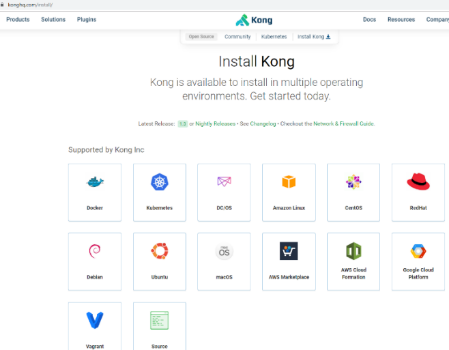 konghq.com/install/
Products Solutions Plugins Kong Docs Resources Company
Open Source Community Kubernetes Install Kong
Install Kong
Kong is available to install in multiple operating
environments. Get started today.
Latest Release: or Nightly Releases - See Changelog - Checkout the Network & Firewall Guide.
Supported by Kong Inc
Docker Kubernetes DC/OS Amazon Linux CentOS RedHat
Debian Ubuntu macOS AWS Marketplace AWS Cloud Formation Google Cloud Platform
Vagrant Source